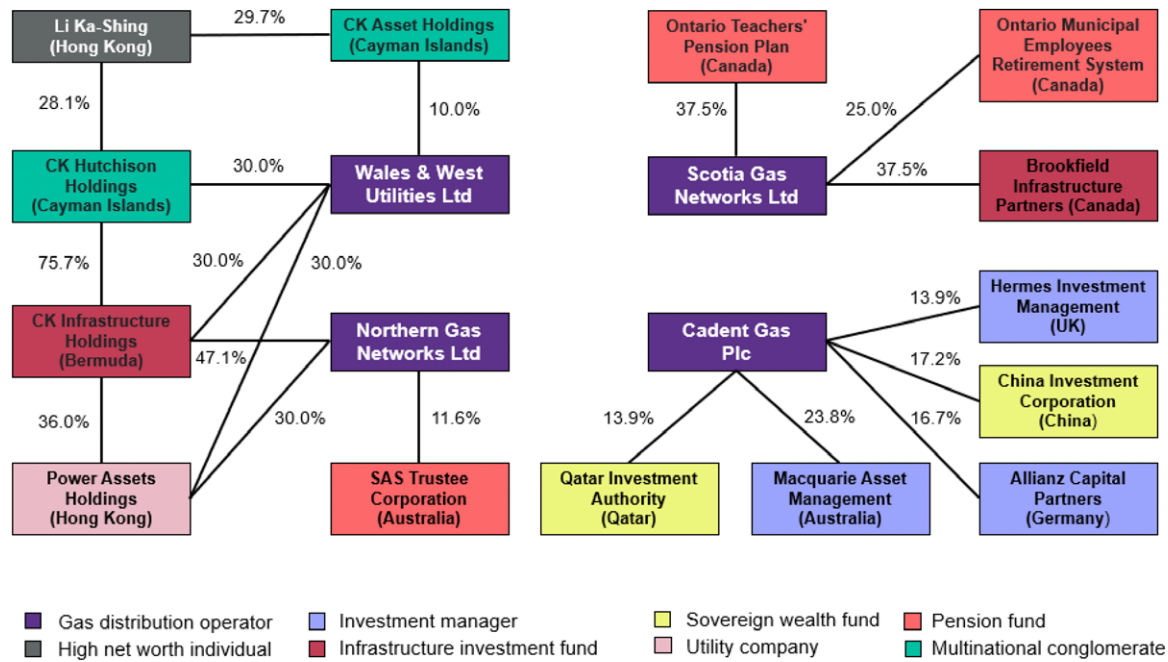 Li Ka-Shing
(Hong Kong)
29.7%
CK Asset Holdings
(Cayman Islands)
28.1%
10.0%
CK Hutchison
Holdings
(Cayman Islands)
30.0%
Wales & West
Utilities Ltd
75.7%
30.0%
30.0%
CK Infrastructure
Holdings
(Bermuda)
47.1%
Northern Gas
Networks Ltd
36.0%
30.0%
11.6%
Power Assets
Holdings
(Hong Kong)
SAS Trustee
Corporation
(Australia)
Ontario Teachers'
Pension Plan
(Canada)
Ontario Municipal
Employees
Retirement System
(Canada)
37.5%
25.0%
Scotia Gas
Networks Ltd
37.5%
Brookfield
Infrastructure
Partners (Canada)
Cadent Gas
Plc
13.9%
Hermes Investment
Management
(UK)
17.2%
China Investment
Corporation
(China)
16.7%
13.9%
23.8%
Qatar Investment
Authority
(Qatar)
Macquarie Asset
Management
(Australia)
Allianz Capital
Partners
(Germany)
Gas distribution operator
Investment manager
Sovereign wealth fund
Pension fund
High net worth individual
Infrastructure investment fund
Utility company
Multinational conglomerate